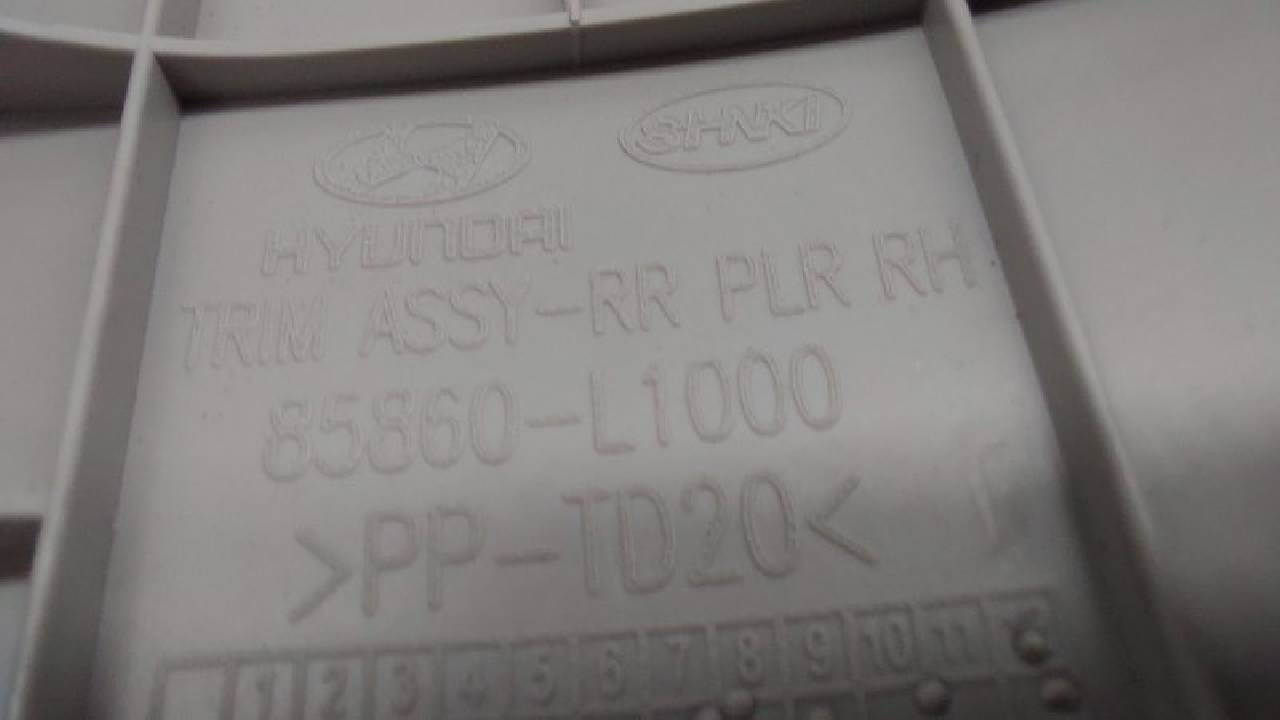 SHNKI
HYUNDAI
TRIM ASSY-RR PLR RH
85860-L1000
>PP-TD20<
1 2 3 4 5 6 7 8 9 10 11 12